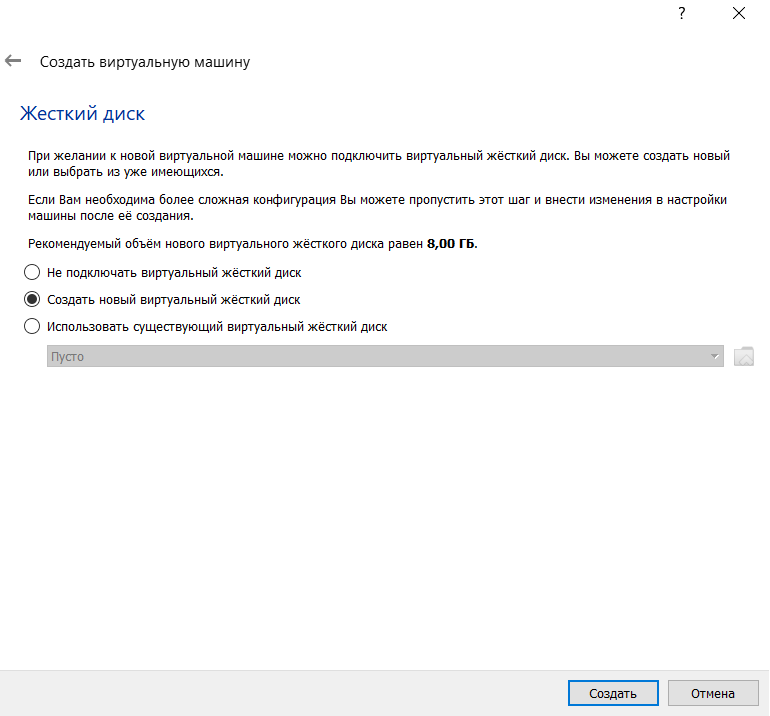 ?
Создать виртуальную машину
Жесткий диск
При желании к новой виртуальной машине можно подключить виртуальный жёсткий диск. Вы можете создать новый
или выбрать из уже имеющихся.
Если Вам необходима более сложная конфигурация Вы можете пропустить этот шаг и внести изменения в настройки
машины после её создания.
Рекомендуемый объём нового виртуального жёсткого диска равен 8,00 ГБ.
Не подключать виртуальный жёсткий диск
Создать новый виртуальный жёсткий диск
Использовать существующий виртуальный жёсткий диск
Пусто
Создать
Отмена